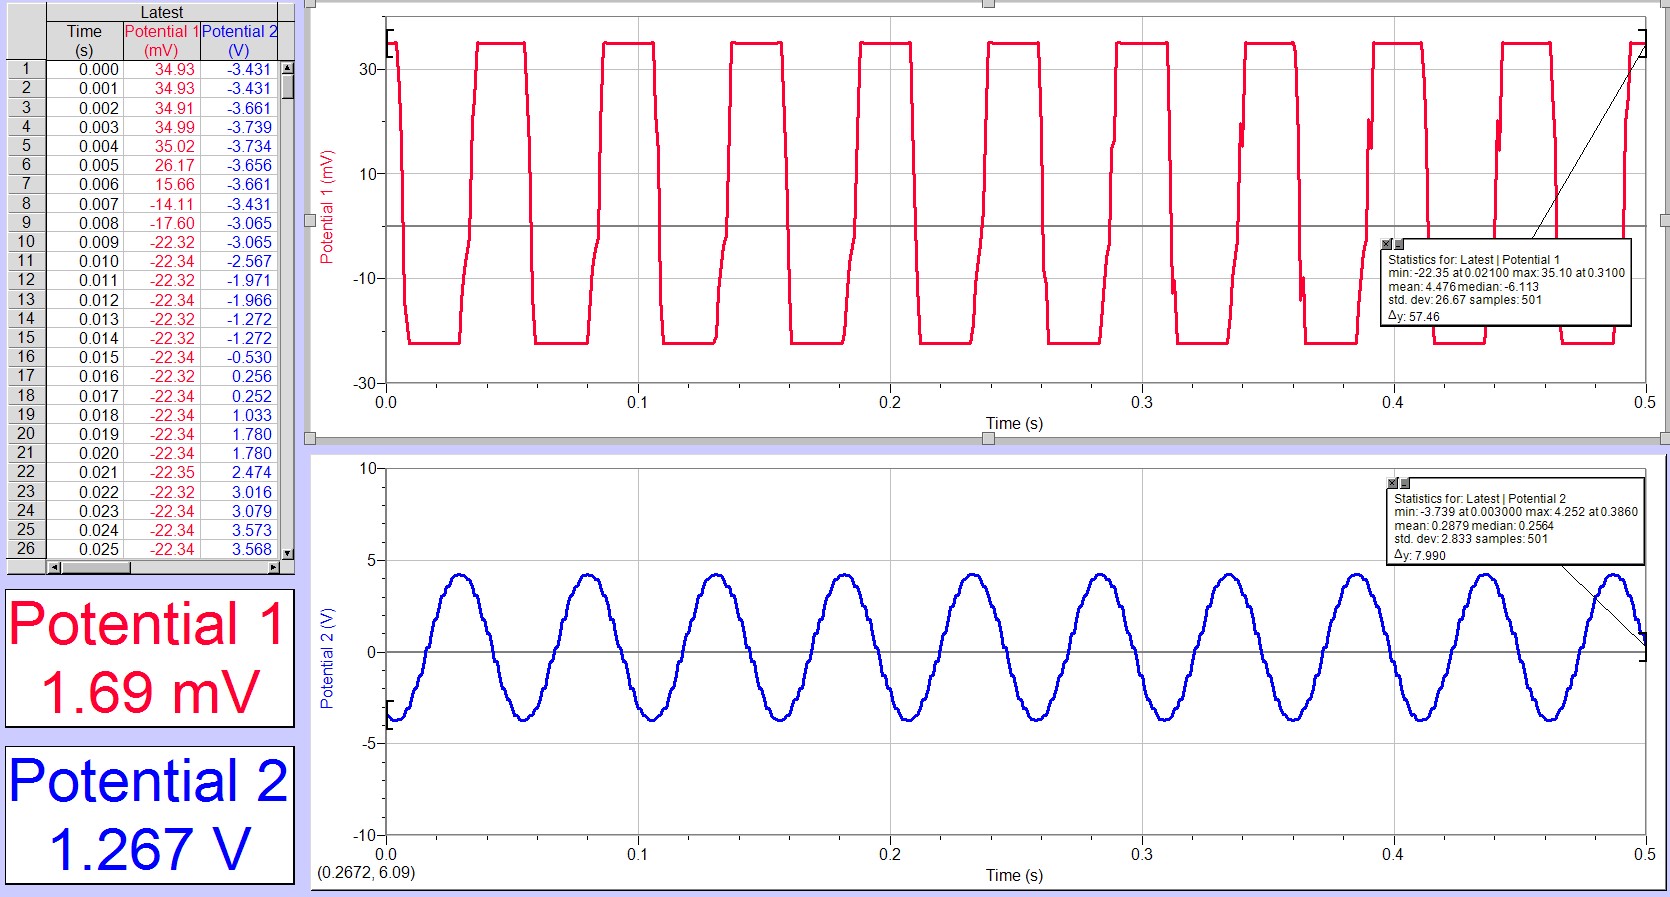 Latest
Time Potential 1 Potential 2
(s) (mV) (V)
1 0.000 34.93 -3.431
2 0.001 34.93 -3.431
3 0.002 34.91 -3.661
4 0.003 34.99 -3.739
5 0.004 35.02 -3.734
6 0.005 26.17 -3.656
7 0.006 15.66 -3.661
8 0.007 -14.11 -3.431
9 0.008 -17.60 -3.065
10 0.009 -22.32 -3.065
11 0.010 -22.34 -2.567
12 0.011 -22.32 -1.971
13 0.012 -22.34 -1.966
14 0.013 -22.32 -1.272
15 0.014 -22.32 -1.272
16 0.015 -22.34 -0.530
17 0.016 -22.32 0.256
18 0.017 -22.34 0.252
19 0.018 -22.34 1.033
20 0.019 -22.34 1.780
21 0.020 -22.34 1.780
22 0.021 -22.35 2.474
23 0.022 -22.32 3.016
24 0.023 -22.34 3.079
25 0.024 -22.34 3.573
26 0.025 -22.34 3.568
Potential 1
1.69 mV
Potential 2
1.267 V
Potential 1 (mV)
30
10
-10
-30
0.0 0.1 0.2 0.3 0.4 0.5
Time (s)
Statistics for: Latest | Potential 1
min: -22.35 at 0.02100 max: 35.10 at 0.3100
mean: 4.476 median: -6.113
std. dev: 26.67 samples: 501
Δy: 57.46
Potential 2 (V)
10
5
0
-5
-10
0.0 0.1 0.2 0.3 0.4 0.5
(0.2672, 6.09)
Time (s)
Statistics for: Latest | Potential 2
min: -3.739 at 0.003000 max: 4.252 at 0.3860
mean: 0.2879 median: 0.2564
std. dev: 2.833 samples: 501
Δy: 7.990